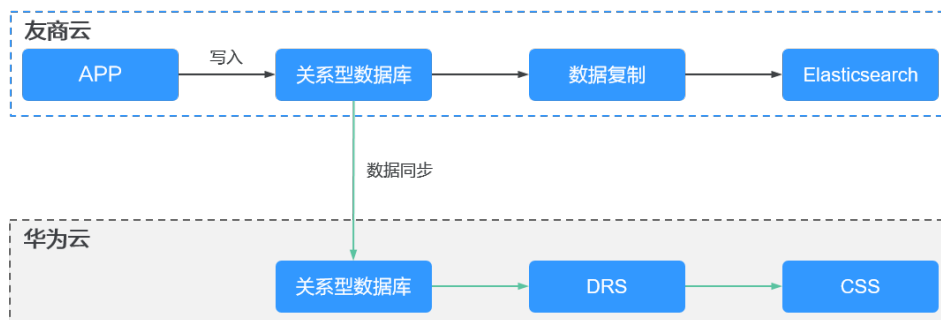 友商云
APP
写入
关系型数据库
数据复制
Elasticsearch
数据同步
华为云
关系型数据库
DRS
CSS